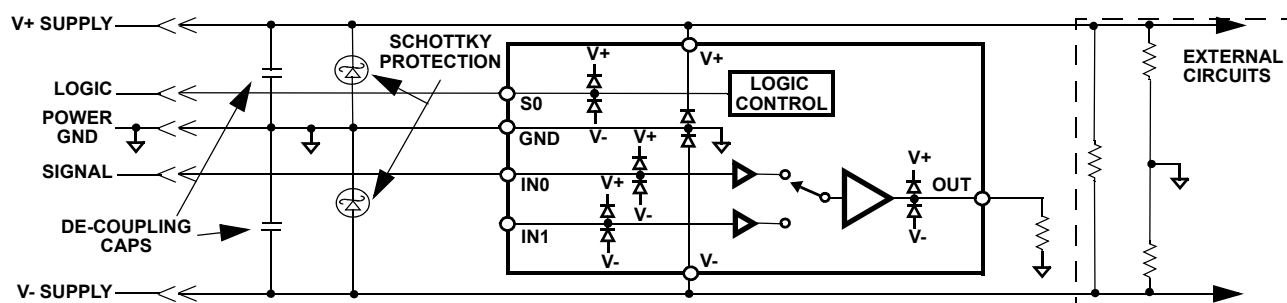 V+ SUPPLY
SCHOTTKY
PROTECTION
EXTERNAL
CIRCUITS
V+
V+
LOGIC
S0
V-
LOGIC
CONTROL
POWER
GND
GND
V+
SIGNAL
IN0
V+
V-
V+
OUT
IN1
V-
V-
DE-COUPLING
CAPS
V-
V- SUPPLY